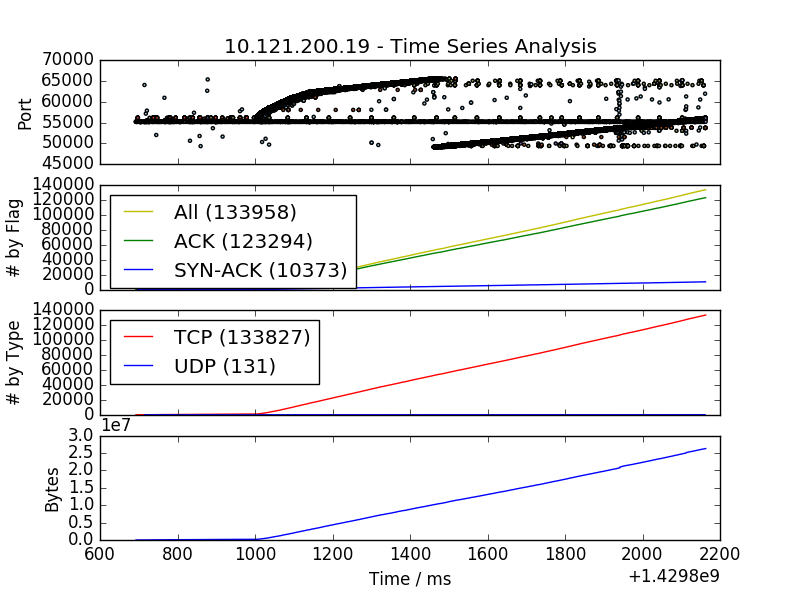 10.121.200.19 - Time Series Analysis
70000
65000
60000
55000
50000
45000
Port
140000
120000
100000
80000
60000
40000
20000
0
# by Flag
All (133958)
ACK (123294)
SYN-ACK (10373)
140000
120000
100000
80000
60000
40000
20000
0
# by Type
TCP (133827)
UDP (131)
1e7
3.0
2.5
2.0
1.5
1.0
0.5
0.0
Bytes
600 800 1000 1200 1400 1600 1800 2000 2200
Time / ms
+1.4298e9